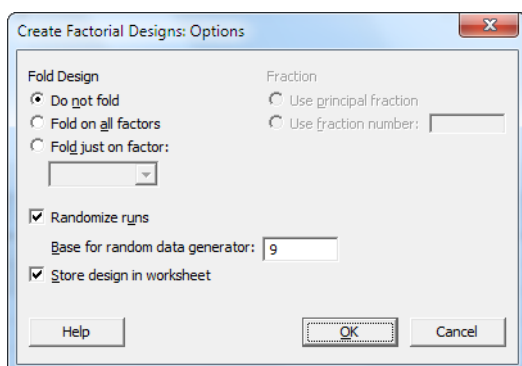 Create Factorial Designs: Options
Fold Design
Do not fold
Fold on all factors
Fold just on factor:
Fraction
Use principal fraction
Use fraction number:
Randomize runs
Base for random data generator: 9
Store design in worksheet
Help
OK
Cancel